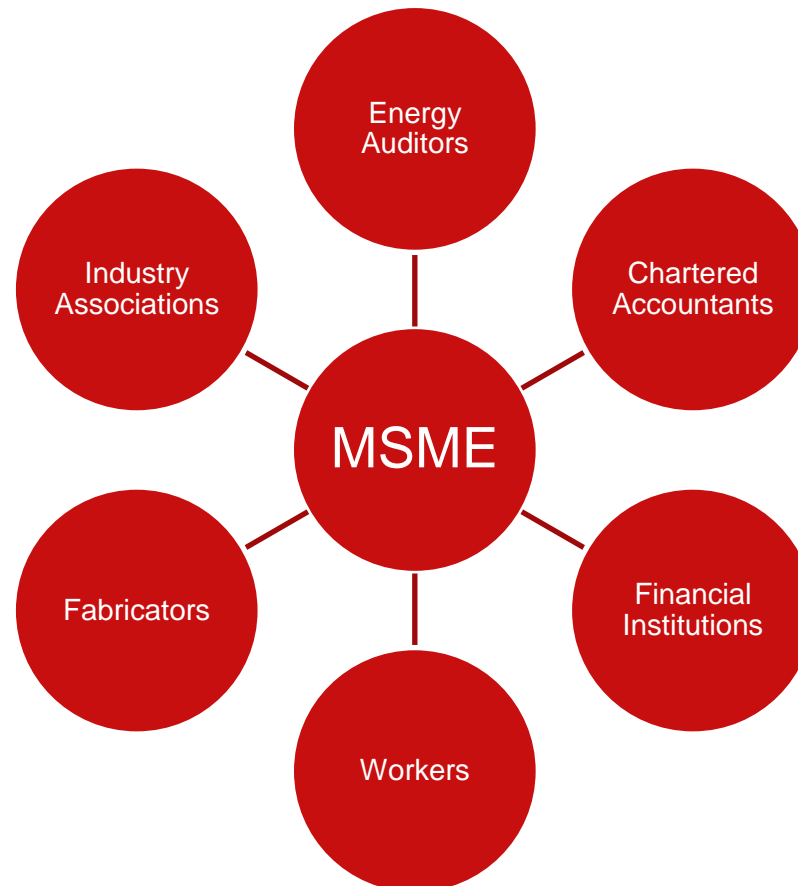 Energy
Auditors
Industry
Associations
Chartered
Accountants
MSME
Fabricators
Financial
Institutions
Workers